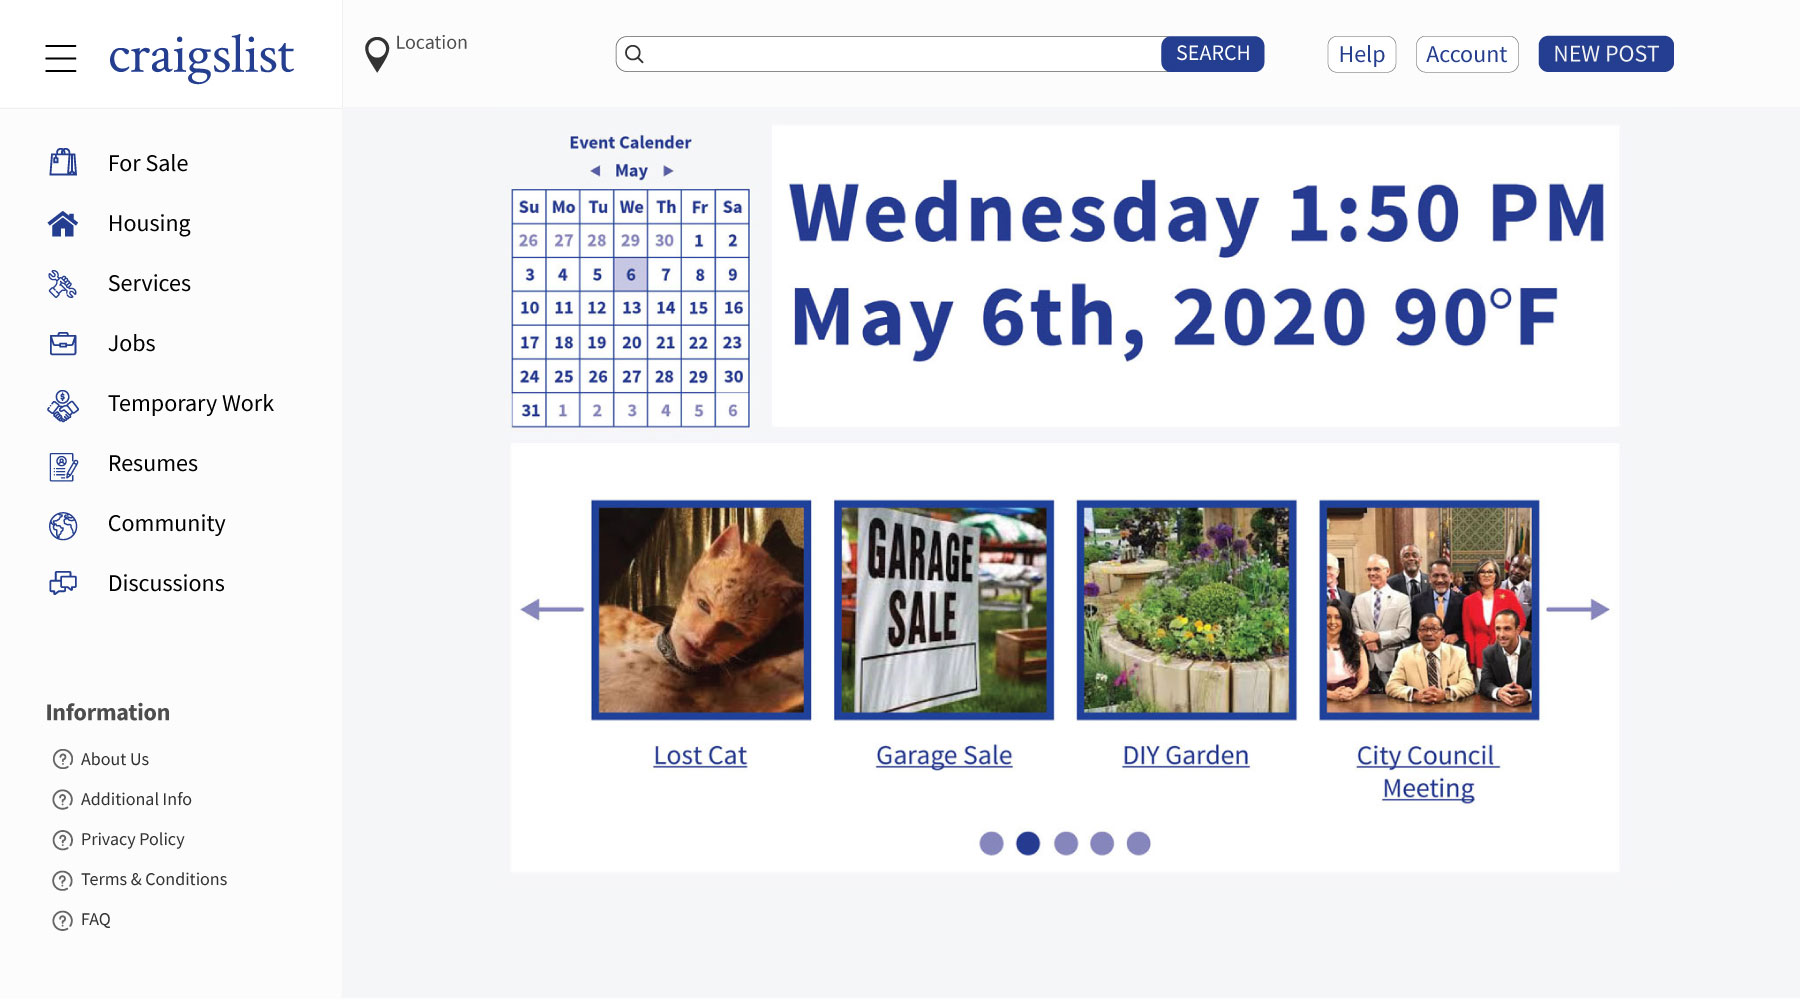 craigslist
Location
SEARCH
Help
Account
NEW POST
For Sale
Housing
Services
Jobs
Temporary Work
Resumes
Community
Discussions
Information
About Us
Additional Info
Privacy Policy
Terms & Conditions
FAQ
Event Calender
May
Su Mo Tu We Th Fr Sa
26 27 28 29 30 1 2
3 4 5 6 7 8 9
10 11 12 13 14 15 16
17 18 19 20 21 22 23
24 25 26 27 28 29 30
31 1 2 3 4 5 6
Wednesday 1:50 PM
May 6th, 2020 90°F
GARAGE
SALE
Lost Cat
Garage Sale
DIY Garden
City Council
Meeting